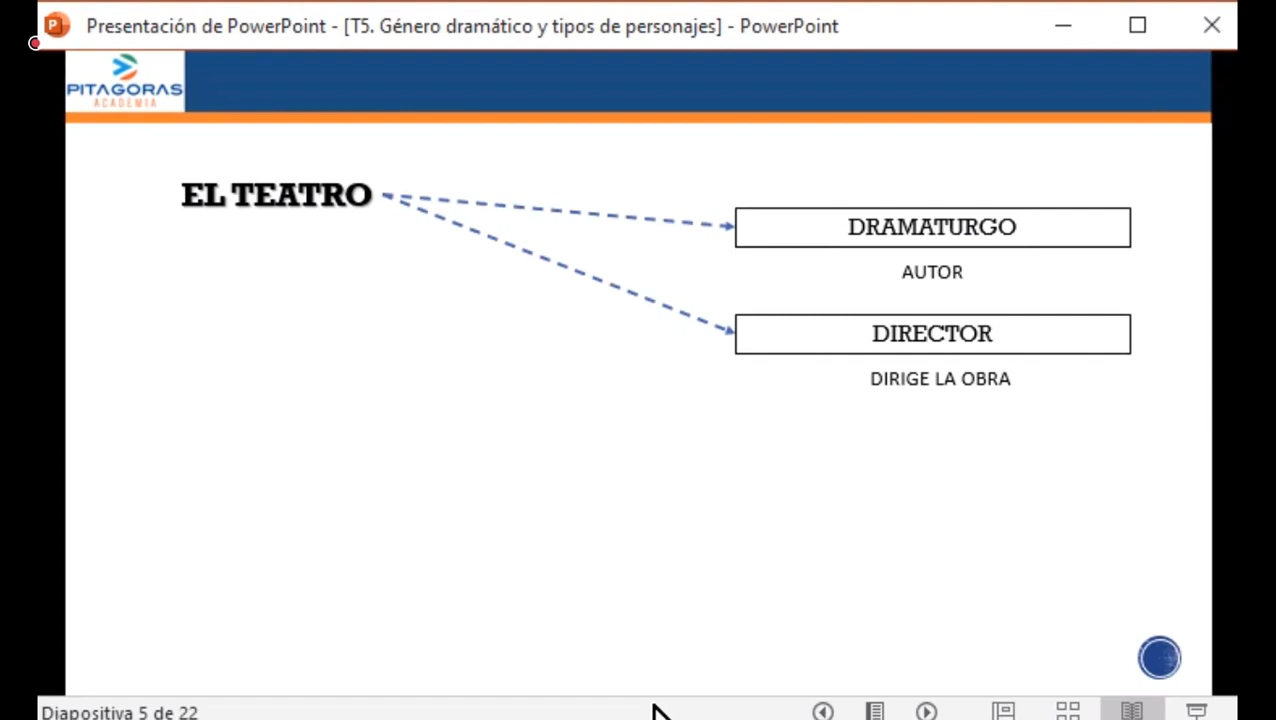 Presentación de PowerPoint - [T5. Género dramático y tipos de personajes] - PowerPoint
PITAGORAS
ACADEMIA
EL TEATRO
DRAMATURGO
AUTOR
DIRECTOR
DIRIGE LA OBRA
Diapositiva 5 de 22